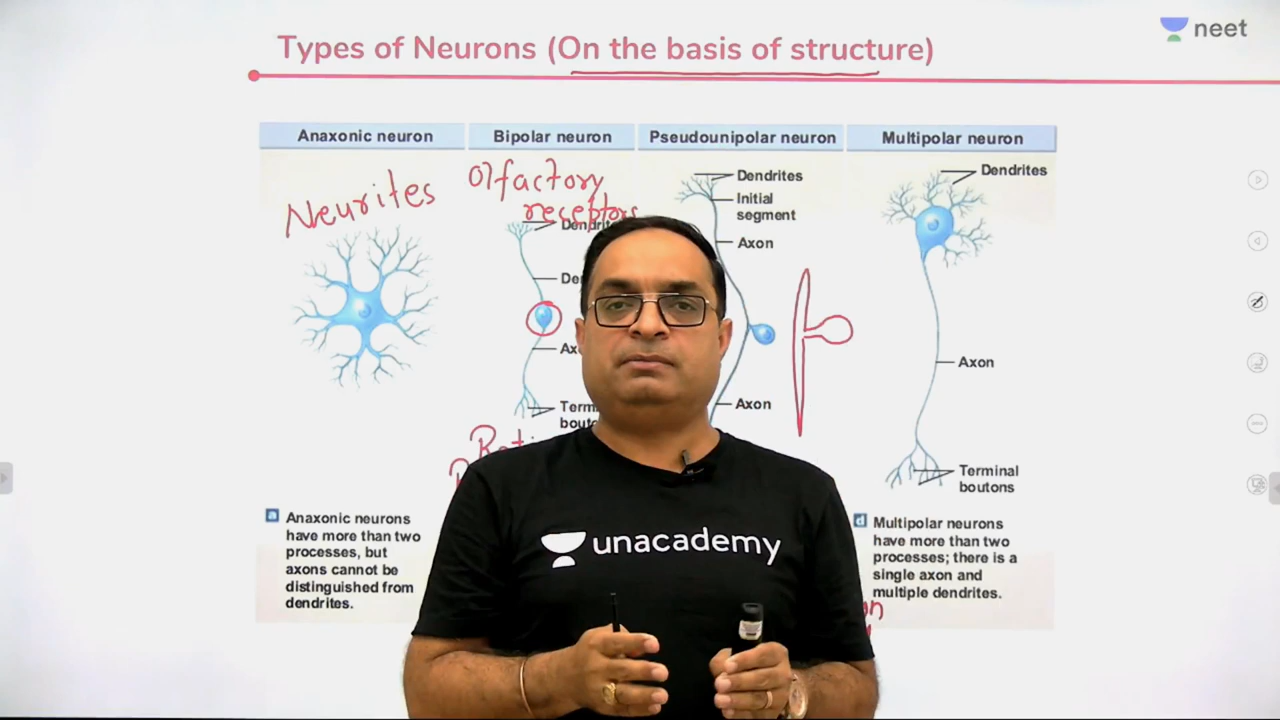 Types of Neurons (On the basis of structure)
neet
Anaxonic neuron
Bipolar neuron
Pseudounipolar neuron
Multipolar neuron
Neurites
Olfactory
receptors
Dendrites
Initial
segment
Axon
Axon
Dendrites
Axon
Terminal
boutons
a Anaxonic neurons
have more than two
processes, but
axons cannot be
distinguished from
dendrites.
d Multipolar neurons
have more than two
processes; there is a
single axon and
multiple dendrites.
unacademy